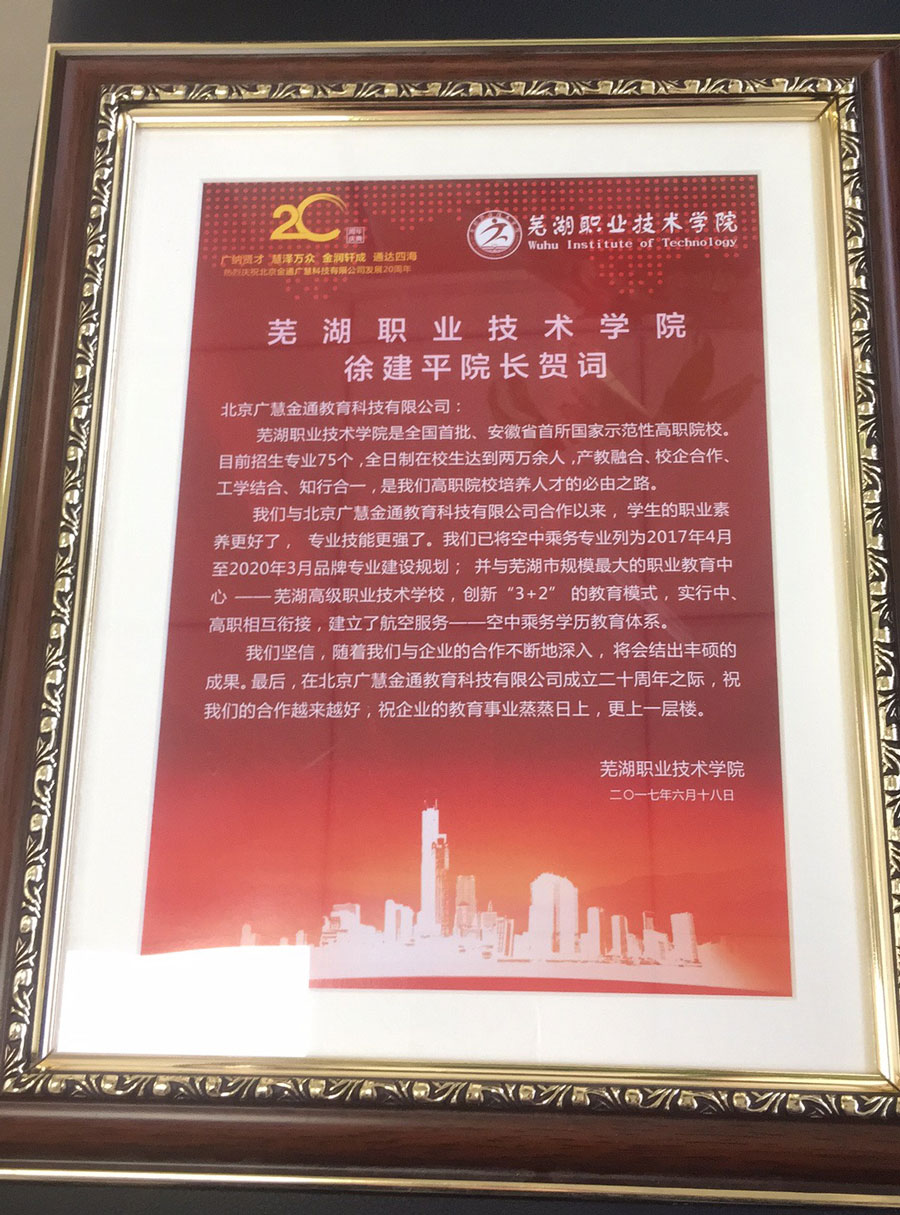 20
周年
庆典
芜湖职业技术学院
Wuhu Institute of Technology
广纳贤才 慧泽万众 金润轩成 通达四海
热烈庆祝北京金通广慧科技有限公司发展20周年
芜湖职业技术学院
徐建平院长贺词
北京广慧金通教育科技有限公司：
芜湖职业技术学院是全国首批、安徽省首所国家示范性高职院校。
目前招生专业75个，全日制在校生达到两万余人，产教融合、校企合作、
工学结合、知行合一，是我们高职院校培养人才的必由之路。
我们与北京广慧金通教育科技有限公司合作以来，学生的职业素
养更好了， 专业技能更强了。我们已将空中乘务专业列为2017年4月
至2020年3月品牌专业建设规划；并与芜湖市规模最大的职业教育中
心 ——芜湖高级职业技术学校，创新“3+2” 的教育模式，实行中、
高职相互衔接，建立了航空服务——空中乘务学历教育体系。
我们坚信，随着我们与企业的合作不断地深入，将会结出丰硕的
成果。最后，在北京广慧金通教育科技有限公司成立二十周年之际，祝
我们的合作越来越好，祝企业的教育事业蒸蒸日上，更上一层楼。
芜湖职业技术学院
二〇一七年六月十八日